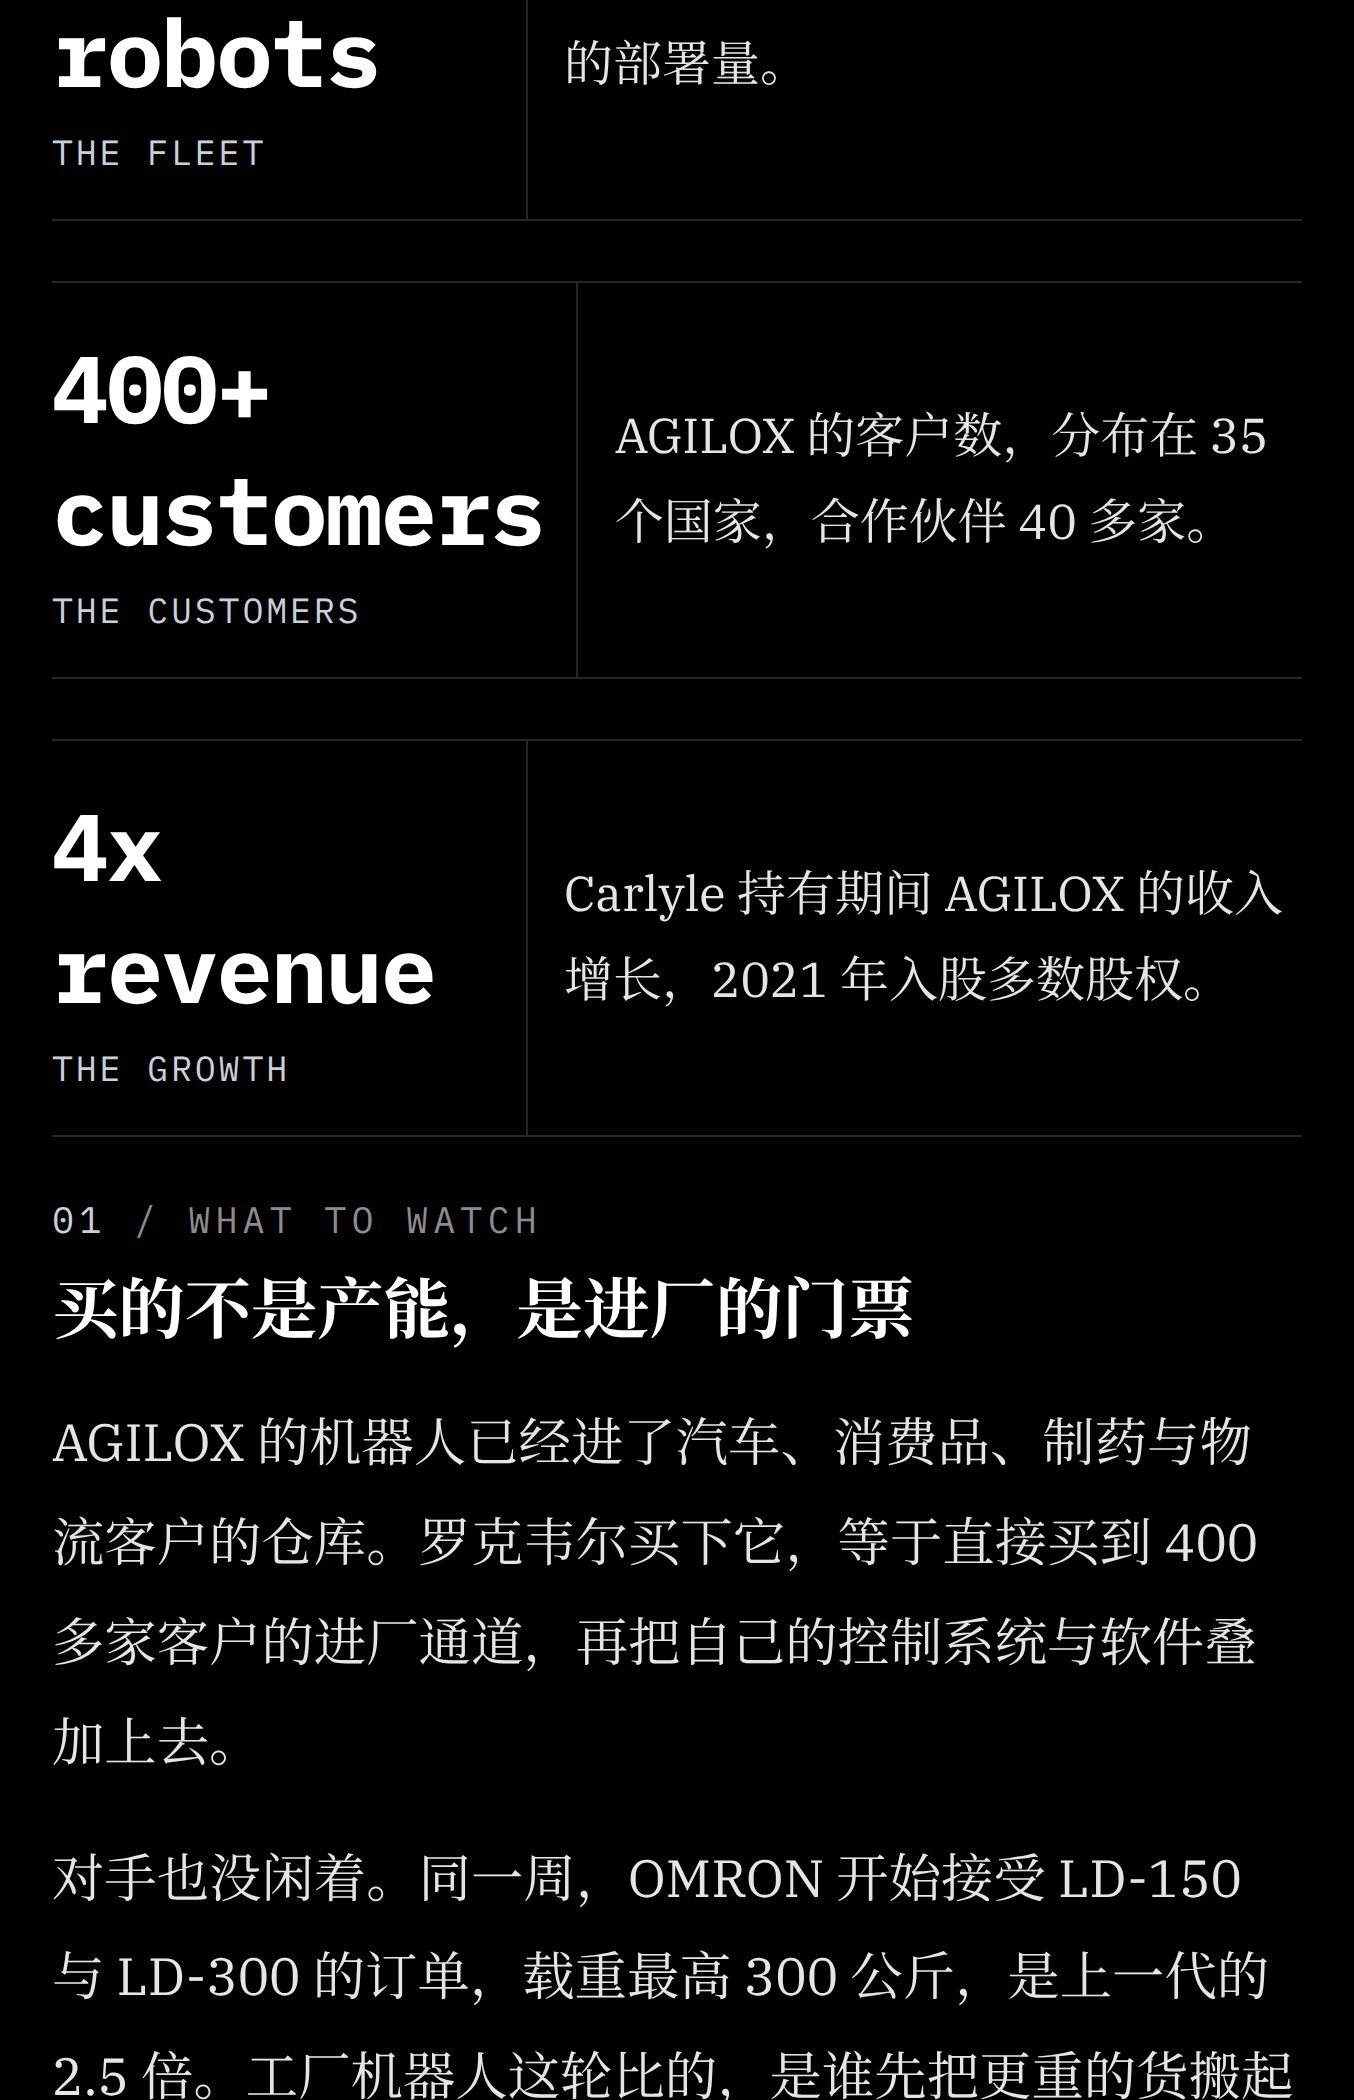 robots
THE FLEET
的部署量。
400+
customers
THE CUSTOMERS
AGILOX 的客户数，分布在 35
个国家，合作伙伴 40 多家。
4x
revenue
THE GROWTH
Carlyle 持有期间 AGILOX 的收入
增长，2021 年入股多数股权。
01 / WHAT TO WATCH
买的不是产能，是进厂的门票
AGILOX 的机器人已经进了汽车、消费品、制药与物
流客户的仓库。罗克韦尔买下它，等于直接买到 400
多家客户的进厂通道，再把自己的控制系统与软件叠
加上去。
对手也没闲着。同一周，OMRON 开始接受 LD-150
与 LD-300 的订单，载重最高 300 公斤，是上一代的
2.5 倍。工厂机器人这轮比的，是谁先把更重的货搬起